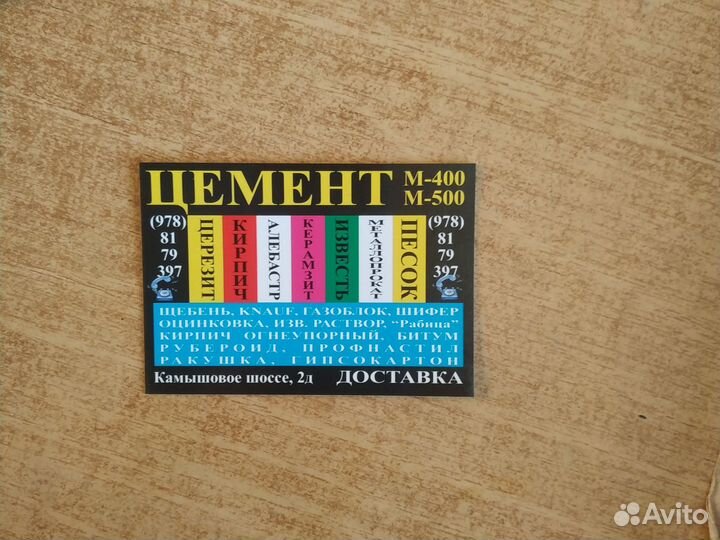 ЦЕМЕНТ М-400
М-500
(978)
81
79
397
ЦЕРЕЗИТ
КИРПИЧ
АЛЕБАСТР
КЕРАМЗИТ
ИЗВЕСТЬ
МЕТАЛЛОПРОКАТ
ПЕСОК
(978)
81
79
397
ЩЕБЕНЬ, KNAUF, ГАЗОБЛОК, ШИФЕР
ОЦИНКОВКА, ИЗВ. РАСТВОР, “Рабица”
КИРПИЧ ОГНЕУПОРНЫЙ, БИТУМ
РУБЕРОИД, ПРОФНАСТИЛ
РАКУШКА, ГИПСОКАРТОН
Камышовое шоссе, 2д ДОСТАВКА
Avito